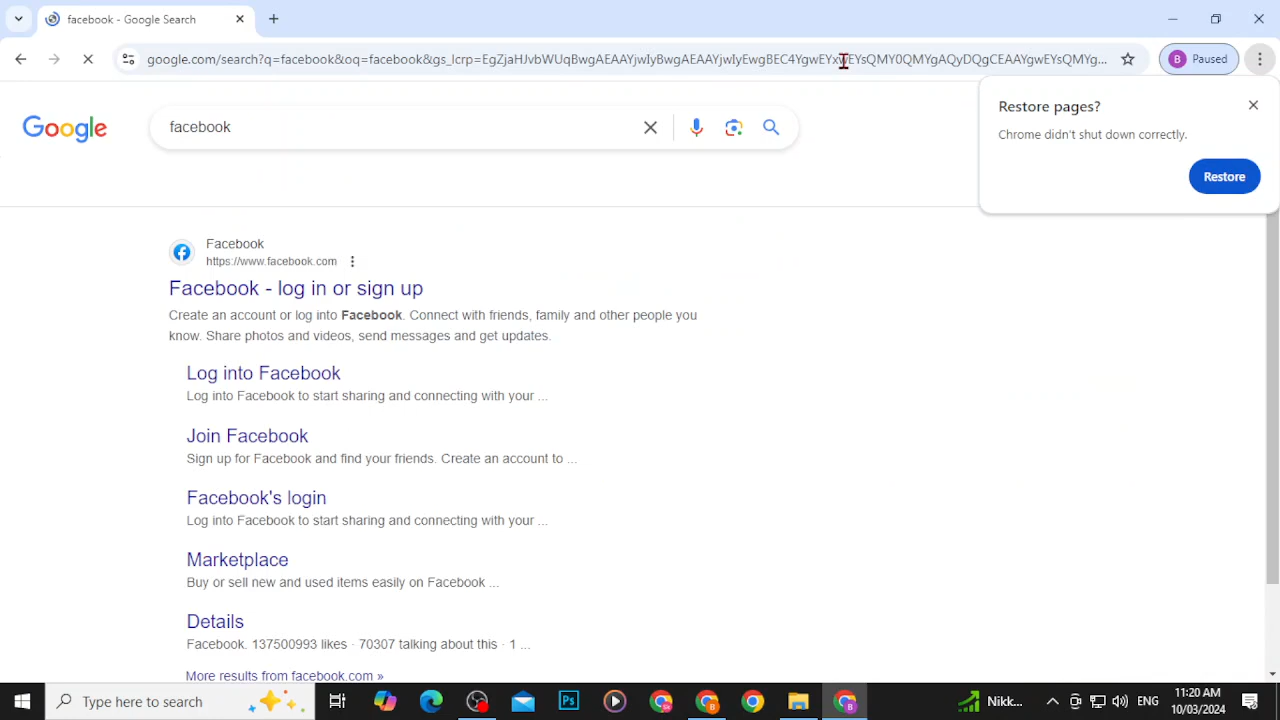 facebook - Google Search
google.com/search?q=facebook&oq=facebook&gs_lcrp=EgZjaHJvbWUqBwgAEAAYjwIyBwgAEAAYjwIyEwgBEC4YgwEYxwEYsQMY0QMYgAQyDQgCEAAYgwEYsQMYg...
B Paused
Restore pages?
Chrome didn't shut down correctly.
Restore
Google
facebook
Facebook
https://www.facebook.com
Facebook - log in or sign up
Create an account or log into Facebook. Connect with friends, family and other people you
know. Share photos and videos, send messages and get updates.
Log into Facebook
Log into Facebook to start sharing and connecting with your ...
Join Facebook
Sign up for Facebook and find your friends. Create an account to ...
Facebook's login
Log into Facebook to start sharing and connecting with your ...
Marketplace
Buy or sell new and used items easily on Facebook ...
Details
Facebook. 137500993 likes · 70307 talking about this · 1 ...
More results from facebook.com »
Type here to search
Nikk...
ENG
11:20 AM
10/03/2024